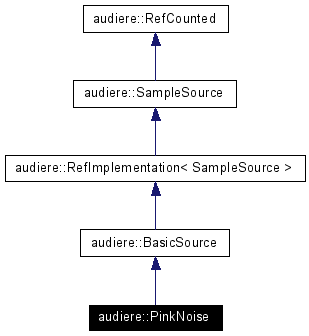 audiere::RefCounted
audiere::SampleSource
audiere::RefImplementation< SampleSource >
audiere::BasicSource
audiere::PinkNoise